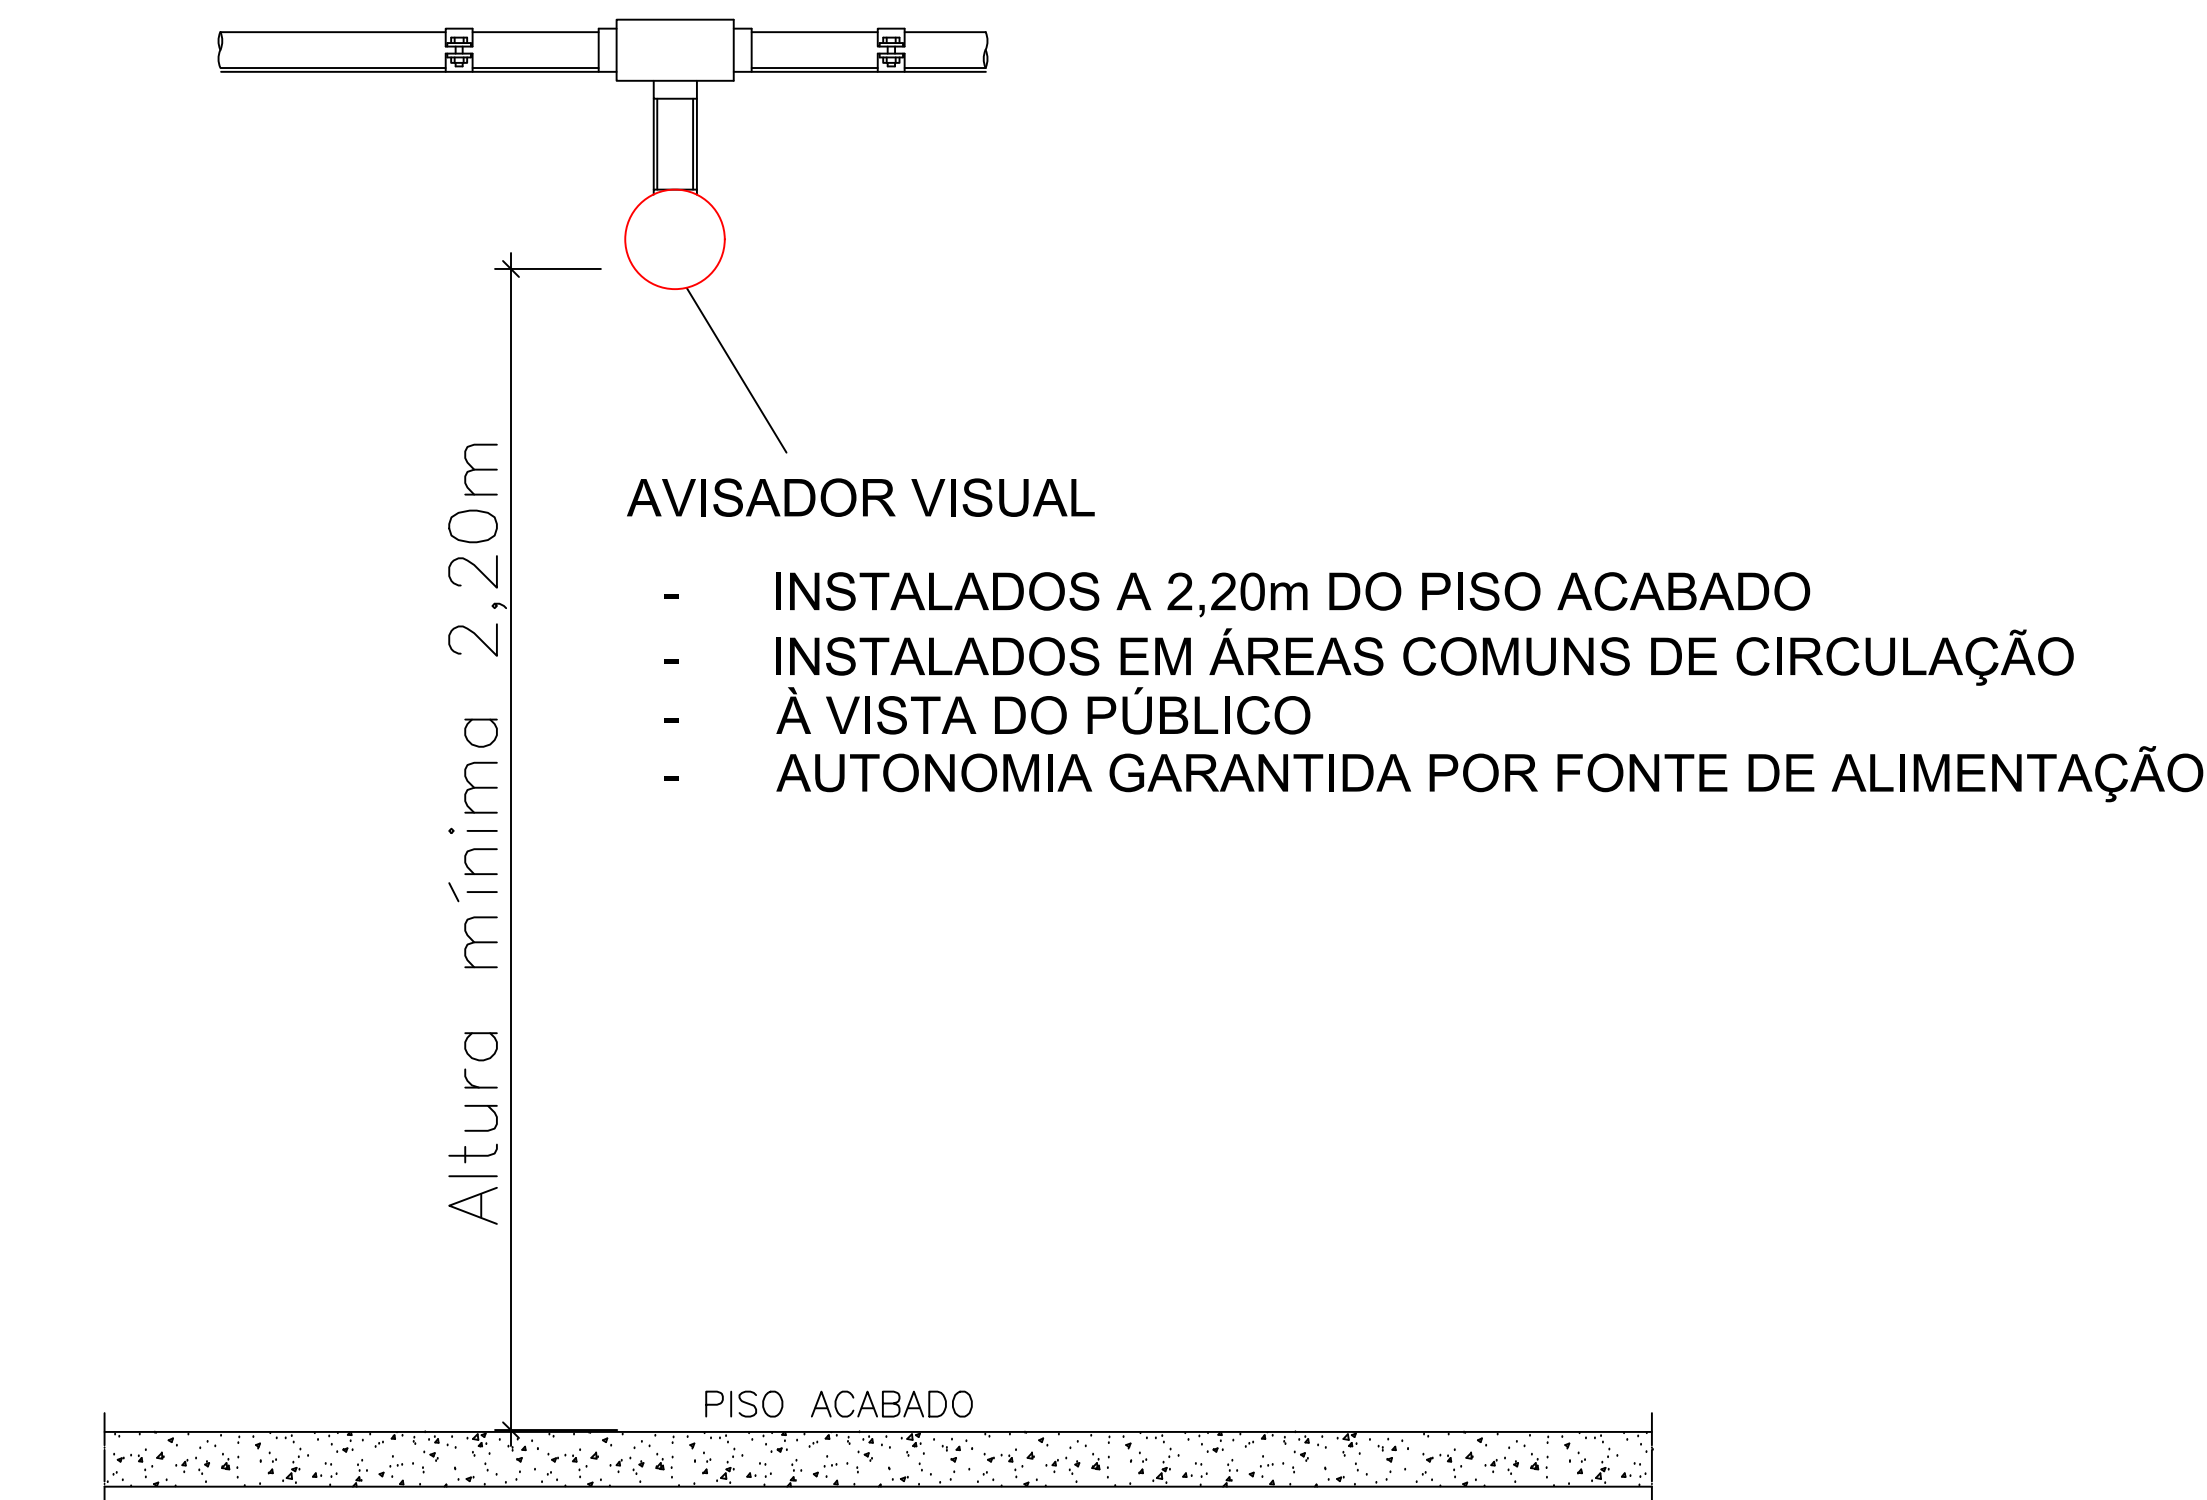 Altura mínima 2,20m
AVISADOR VISUAL
- INSTALADOS A 2,20m DO PISO ACABADO
- INSTALADOS EM ÁREAS COMUNS DE CIRCULAÇÃO
- À VISTA DO PÚBLICO
- AUTONOMIA GARANTIDA POR FONTE DE ALIMENTAÇÃO
PISO ACABADO